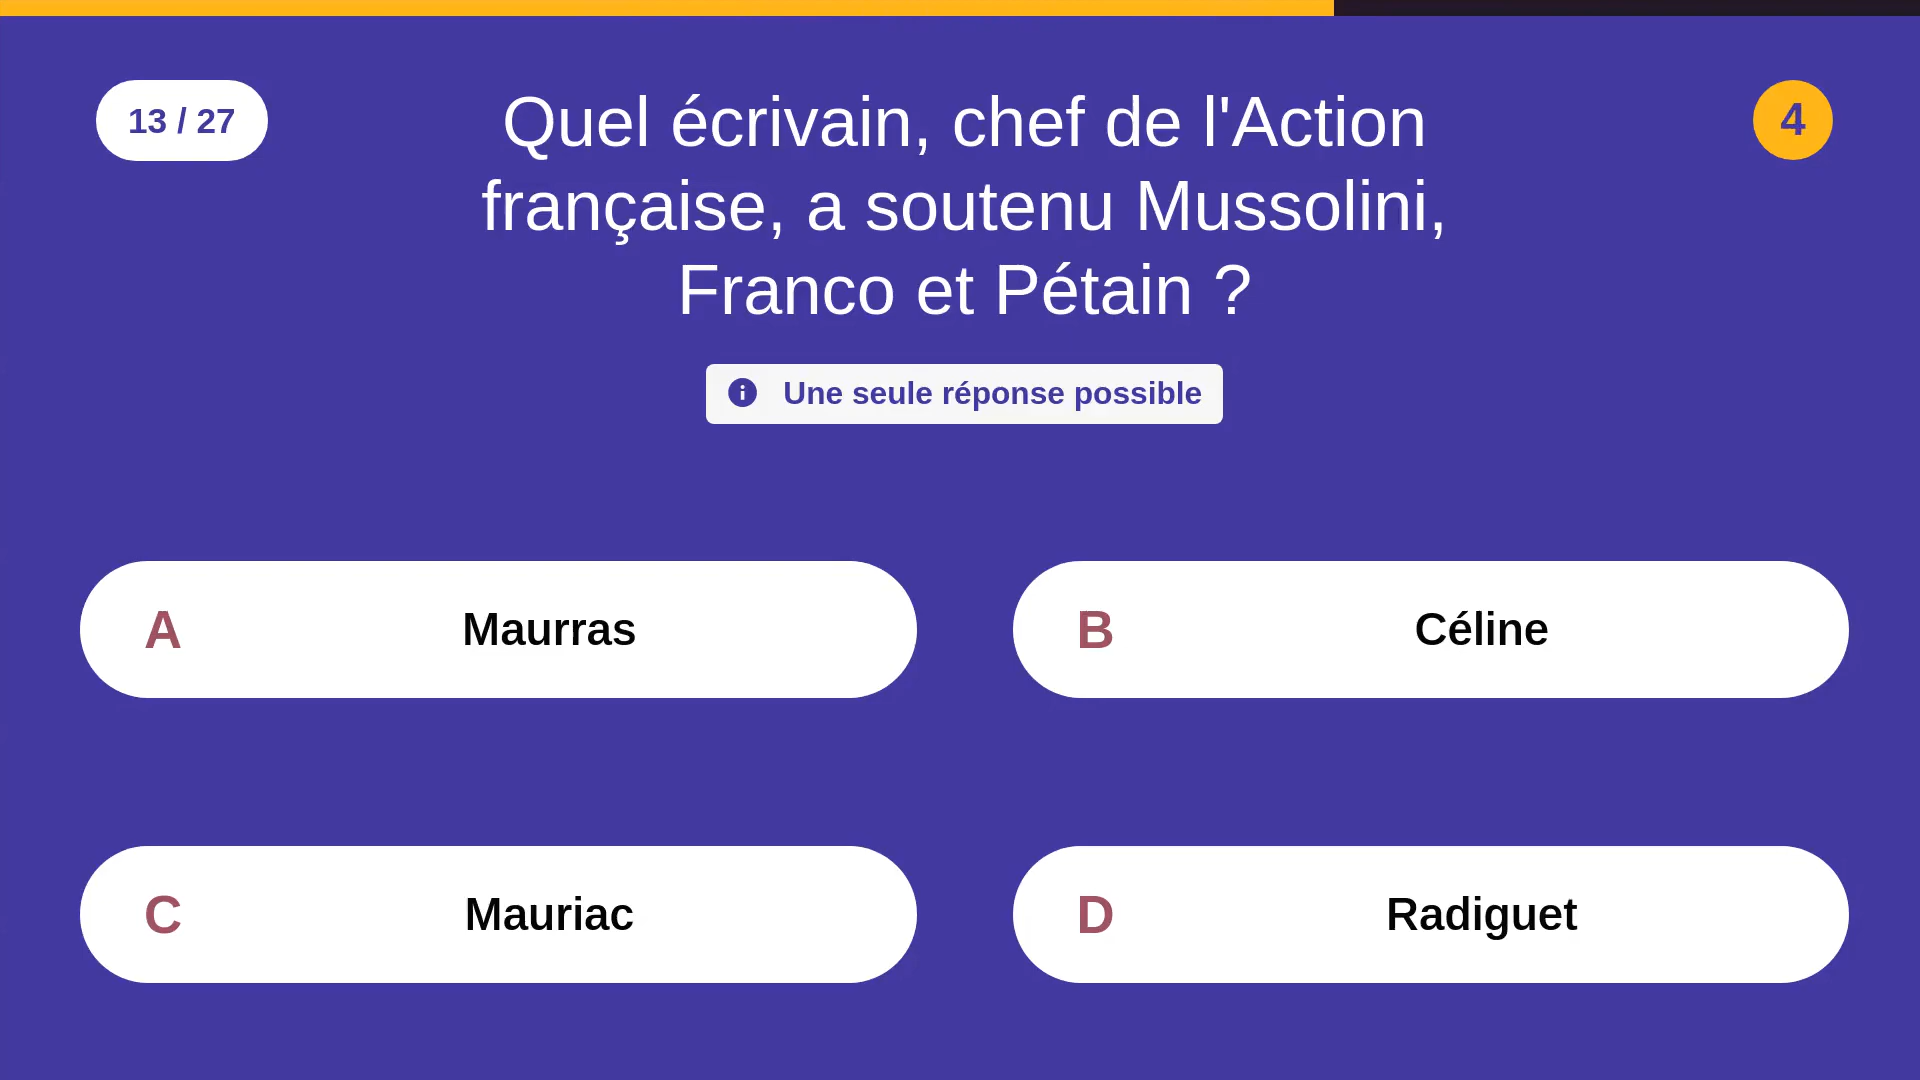 13 / 27
Quel écrivain, chef de l'Action
française, a soutenu Mussolini,
Franco et Pétain ?
4
Une seule réponse possible
A Maurras
B Céline
C Mauriac
D Radiguet